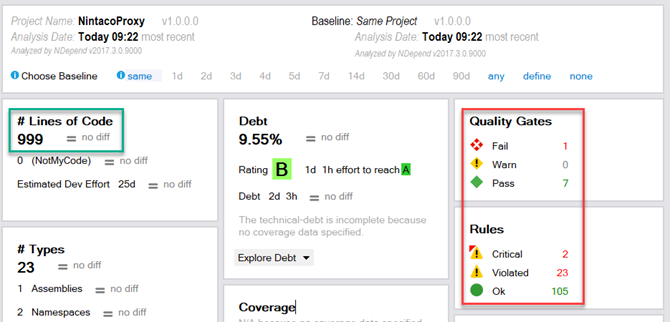 Project Name: NintacoProxy v1.0.0.0
Baseline: Same Project v1.0.0.0
Analysis Date: Today 09:22 most recent
Analysis Date: Today 09:22 most recent
Analyzed by NDepend v2017.3.0.9000
Analyzed by NDepend v2017.3.0.9000
Choose Baseline same 1d 2d 3d 4d 5d 7d 14d 30d 60d 90d any define none
# Lines of Code
999 = no diff
0 (NotMyCode) = no diff
Estimated Dev Effort 25d = no diff
# Types
23 = no diff
1 Assemblies = no diff
2 Namespaces = no diff
Debt
9.55% = no diff
Rating B 1d 1h effort to reach A
Debt 2d 3h = no diff
The technical-debt is incomplete because
no coverage data specified.
Explore Debt
Coverage
N/A because no coverage data specified.
Quality Gates
Fail 1
Warn 0
Pass 7
Rules
Critical 2
Violated 23
Ok 105